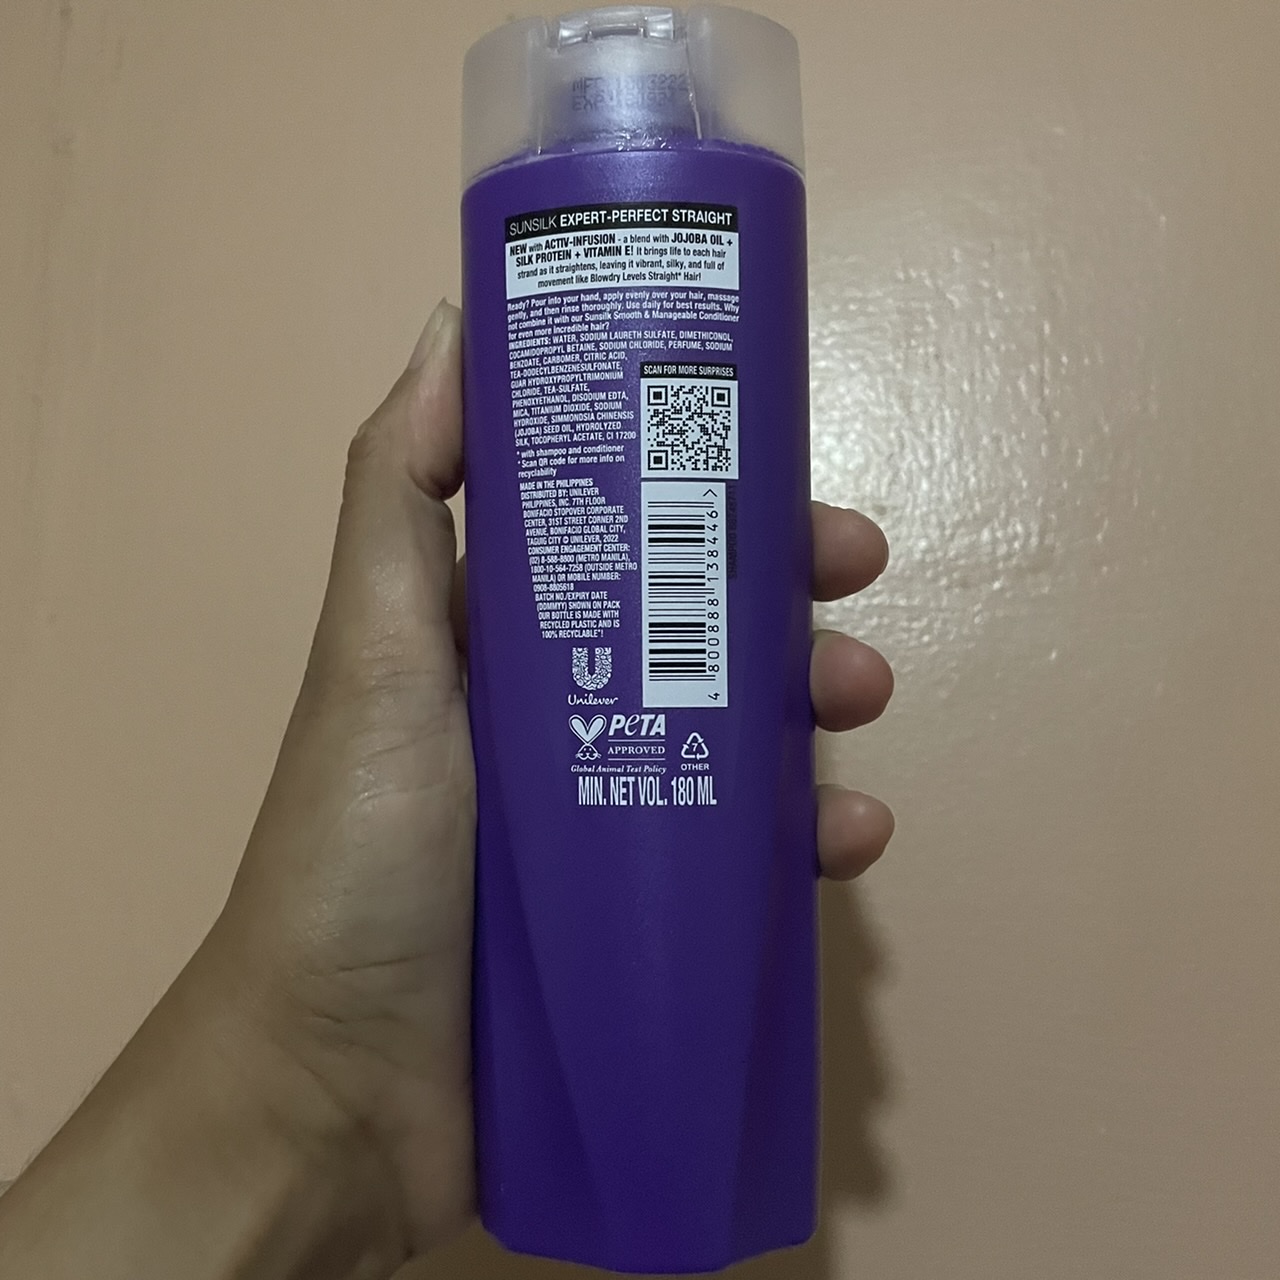 SUNSILK EXPERT-PERFECT STRAIGHT
NEW with ACTIV-INFUSION - a blend with JOJOBA OIL +
SILK PROTEIN + VITAMIN E! It brings life to each hair
strand as it straightens, leaving it vibrant, silky, and full of
movement like Blowdry Levels Straight* Hair!
Ready? Pour into your hand, apply evenly over your hair, massage
gently, and then rinse thoroughly. Use daily for best results. Why
not combine it with our Sunsilk Smooth & Manageable Conditioner
for even more incredible hair?
INGREDIENTS: WATER, SODIUM LAURETH SULFATE, DIMETHICONOL,
COCAMIDOPROPYL BETAINE, SODIUM CHLORIDE, PERFUME, SODIUM
BENZOATE, CARBOMER, CITRIC ACID,
TEA-DODECYLBENZENESULFONATE,
GUAR HYDROXYPROPYLTRIMONIUM
CHLORIDE, TEA-SULFATE,
PHENOXYETHANOL, DISODIUM EDTA,
MICA, TITANIUM DIOXIDE, SODIUM
HYDROXIDE, SIMMONDSIA CHINENSIS
(JOJOBA) SEED OIL, HYDROLYZED
SILK, TOCOPHERYL ACETATE, CI 17200
* with shampoo and conditioner
* Scan QR code for more info on
recyclability
SCAN FOR MORE SURPRISES
MADE IN THE PHILIPPINES
DISTRIBUTED BY: UNILEVER
PHILIPPINES, INC. 7TH FLOOR
BONIFACIO STOPOVER CORPORATE
CENTER, 31ST STREET CORNER 2ND
AVENUE, BONIFACIO GLOBAL CITY,
TAGUIG CITY © UNILEVER, 2022
CONSUMER ENGAGEMENT CENTER:
(02) 8-588-8800 (METRO MANILA),
1800-10-564-7258 (OUTSIDE METRO
MANILA) OR MOBILE NUMBER:
0908-8805618
BATCH NO./EXPIRY DATE
(DDMMYY) SHOWN ON PACK
OUR BOTTLE IS MADE WITH
RECYCLED PLASTIC AND IS
100% RECYCLABLE*!
4 800888 138446 >
U
Unilever
PETA
APPROVED
Global Animal Test Policy
7
OTHER
MIN. NET VOL. 180 ML